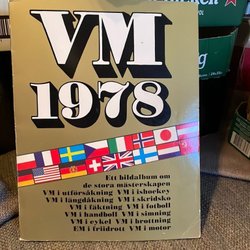 VM
1978
Ett bildalbum om
de stora mästerskapen
VM i utförsåkning VM i ishockey
VM i längdåkning VM i skridsko
VM i fäktning VM i fotboll
VM i handboll VM i simning
VM i cykel VM i brottning
EM i friidrott VM i motor